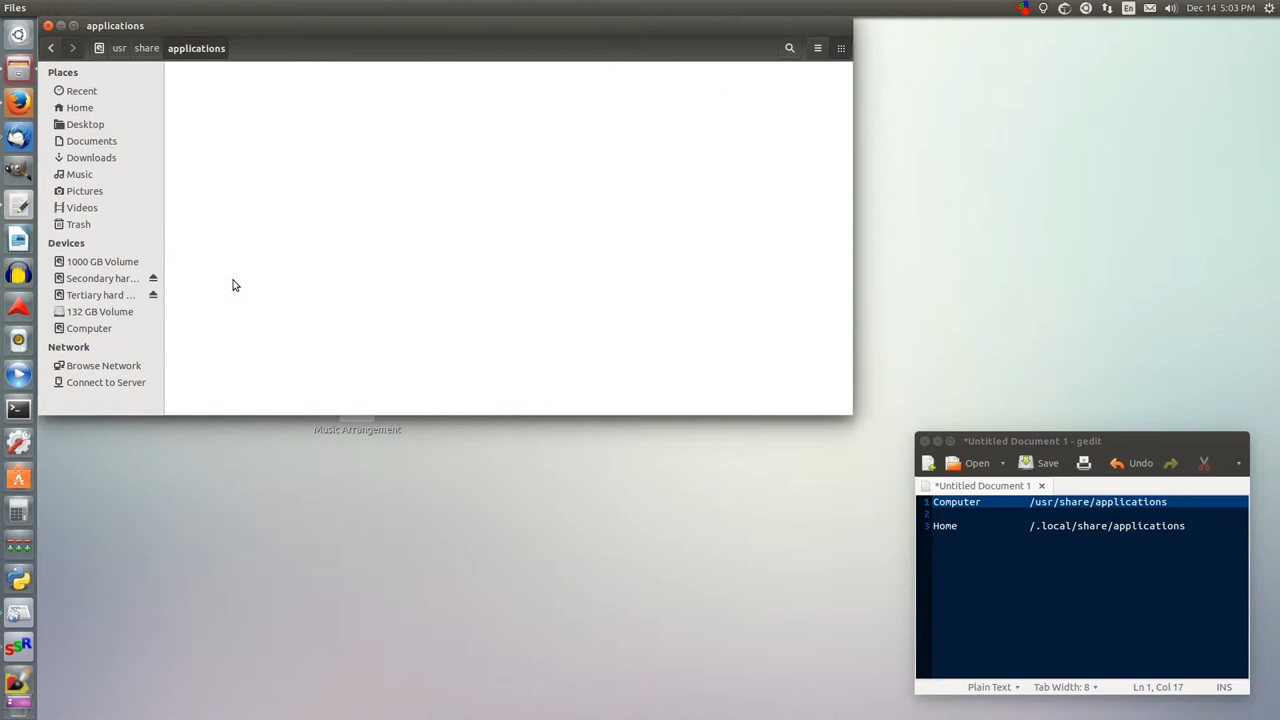 Files
En
Dec 14 5:03 PM
applications
usr share applications
Places
Recent
Home
Desktop
Documents
Downloads
Music
Pictures
Videos
Trash
Devices
1000 GB Volume
Secondary har...
Tertiary hard ...
132 GB Volume
Computer
Network
Browse Network
Connect to Server
Music Arrangement
*Untitled Document 1 - gedit
Open Save Undo
*Untitled Document 1
1 Computer /usr/share/applications
2
3 Home /.local/share/applications
Plain Text Tab Width: 8 Ln 1, Col 17 INS
SSR